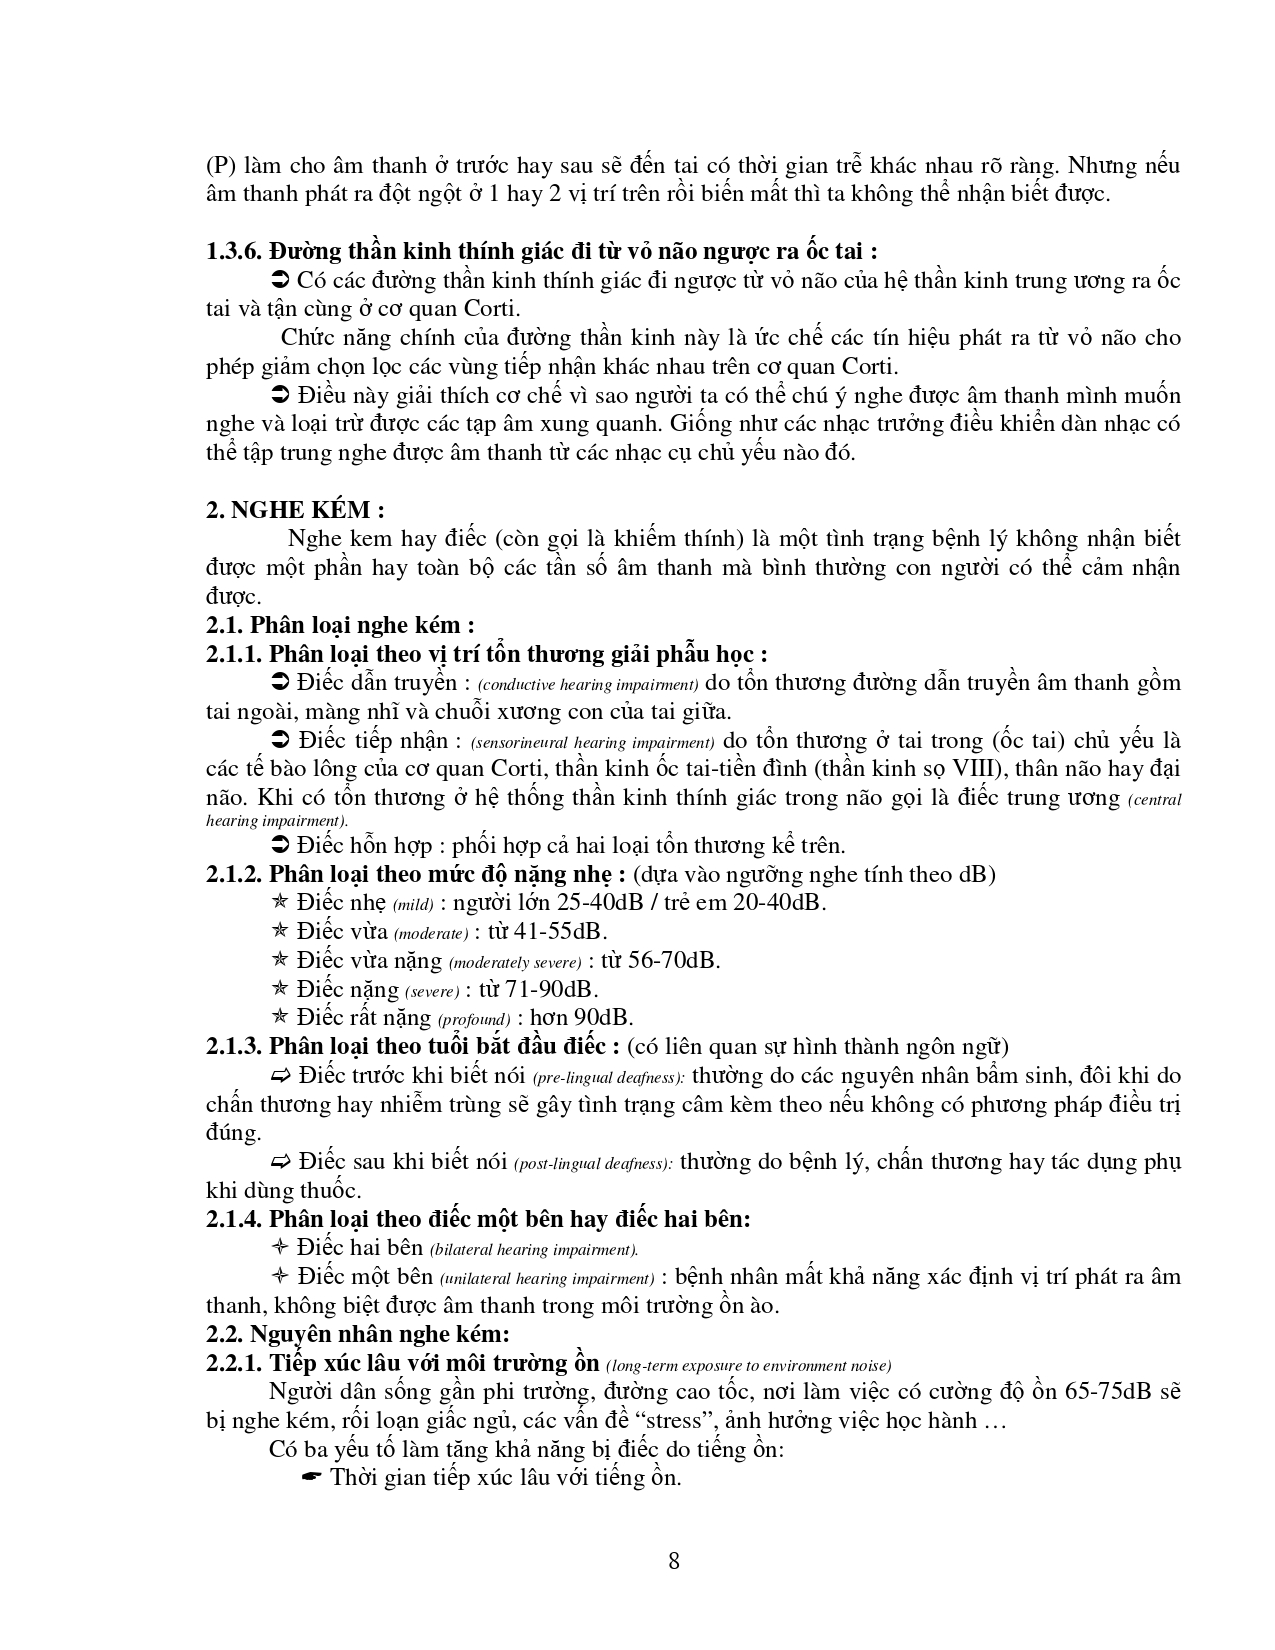 (P) làm cho âm thanh ở trước hay sau sẽ đến tai có thời gian trễ khác nhau rõ ràng. Nhưng nếu
âm thanh phát ra đột ngột ở 1 hay 2 vị trí trên rồi biến mất thì ta không thể nhận biết được.
1.3.6. Đường thần kinh thính giác đi từ vỏ não ngược ra ốc tai :
➲ Có các đường thần kinh thính giác đi ngược từ vỏ não của hệ thần kinh trung ương ra ốc
tai và tận cùng ở cơ quan Corti.
Chức năng chính của đường thần kinh này là ức chế các tín hiệu phát ra từ vỏ não cho
phép giảm chọn lọc các vùng tiếp nhận khác nhau trên cơ quan Corti.
➲ Điều này giải thích cơ chế vì sao người ta có thể chú ý nghe được âm thanh mình muốn
nghe và loại trừ được các tạp âm xung quanh. Giống như các nhạc trưởng điều khiển dàn nhạc có
thể tập trung nghe được âm thanh từ các nhạc cụ chủ yếu nào đó.
2. NGHE KÉM :
Nghe kem hay điếc (còn gọi là khiếm thính) là một tình trạng bệnh lý không nhận biết
được một phần hay toàn bộ các tần số âm thanh mà bình thường con người có thể cảm nhận
được.
2.1. Phân loại nghe kém :
2.1.1. Phân loại theo vị trí tổn thương giải phẫu học :
➲ Điếc dẫn truyền : (conductive hearing impairment) do tổn thương đường dẫn truyền âm thanh gồm
tai ngoài, màng nhĩ và chuỗi xương con của tai giữa.
➲ Điếc tiếp nhận : (sensorineural hearing impairment) do tổn thương ở tai trong (ốc tai) chủ yếu là
các tế bào lông của cơ quan Corti, thần kinh ốc tai-tiền đình (thần kinh sọ VIII), thân não hay đại
não. Khi có tổn thương ở hệ thống thần kinh thính giác trong não gọi là điếc trung ương (central
hearing impairment).
➲ Điếc hỗn hợp : phối hợp cả hai loại tổn thương kể trên.
2.1.2. Phân loại theo mức độ nặng nhẹ : (dựa vào ngưỡng nghe tính theo dB)
✯ Điếc nhẹ (mild) : người lớn 25-40dB / trẻ em 20-40dB.
✯ Điếc vừa (moderate) : từ 41-55dB.
✯ Điếc vừa nặng (moderately severe) : từ 56-70dB.
✯ Điếc nặng (severe) : từ 71-90dB.
✯ Điếc rất nặng (profound) : hơn 90dB.
2.1.3. Phân loại theo tuổi bắt đầu điếc : (có liên quan sự hình thành ngôn ngữ)
➩ Điếc trước khi biết nói (pre-lingual deafness): thường do các nguyên nhân bẩm sinh, đôi khi do
chấn thương hay nhiễm trùng sẽ gây tình trạng câm kèm theo nếu không có phương pháp điều trị
đúng.
➩ Điếc sau khi biết nói (post-lingual deafness): thường do bệnh lý, chấn thương hay tác dụng phụ
khi dùng thuốc.
2.1.4. Phân loại theo điếc một bên hay điếc hai bên:
✧ Điếc hai bên (bilateral hearing impairment).
✧ Điếc một bên (unilateral hearing impairment) : bệnh nhân mất khả năng xác định vị trí phát ra âm
thanh, không biệt được âm thanh trong môi trường ồn ào.
2.2. Nguyên nhân nghe kém:
2.2.1. Tiếp xúc lâu với môi trường ồn (long-term exposure to environment noise)
Người dân sống gần phi trường, đường cao tốc, nơi làm việc có cường độ ồn 65-75dB sẽ
bị nghe kém, rối loạn giấc ngủ, các vấn đề “stress”, ảnh hưởng việc học hành …
Có ba yếu tố làm tăng khả năng bị điếc do tiếng ồn:
☛ Thời gian tiếp xúc lâu với tiếng ồn.
8